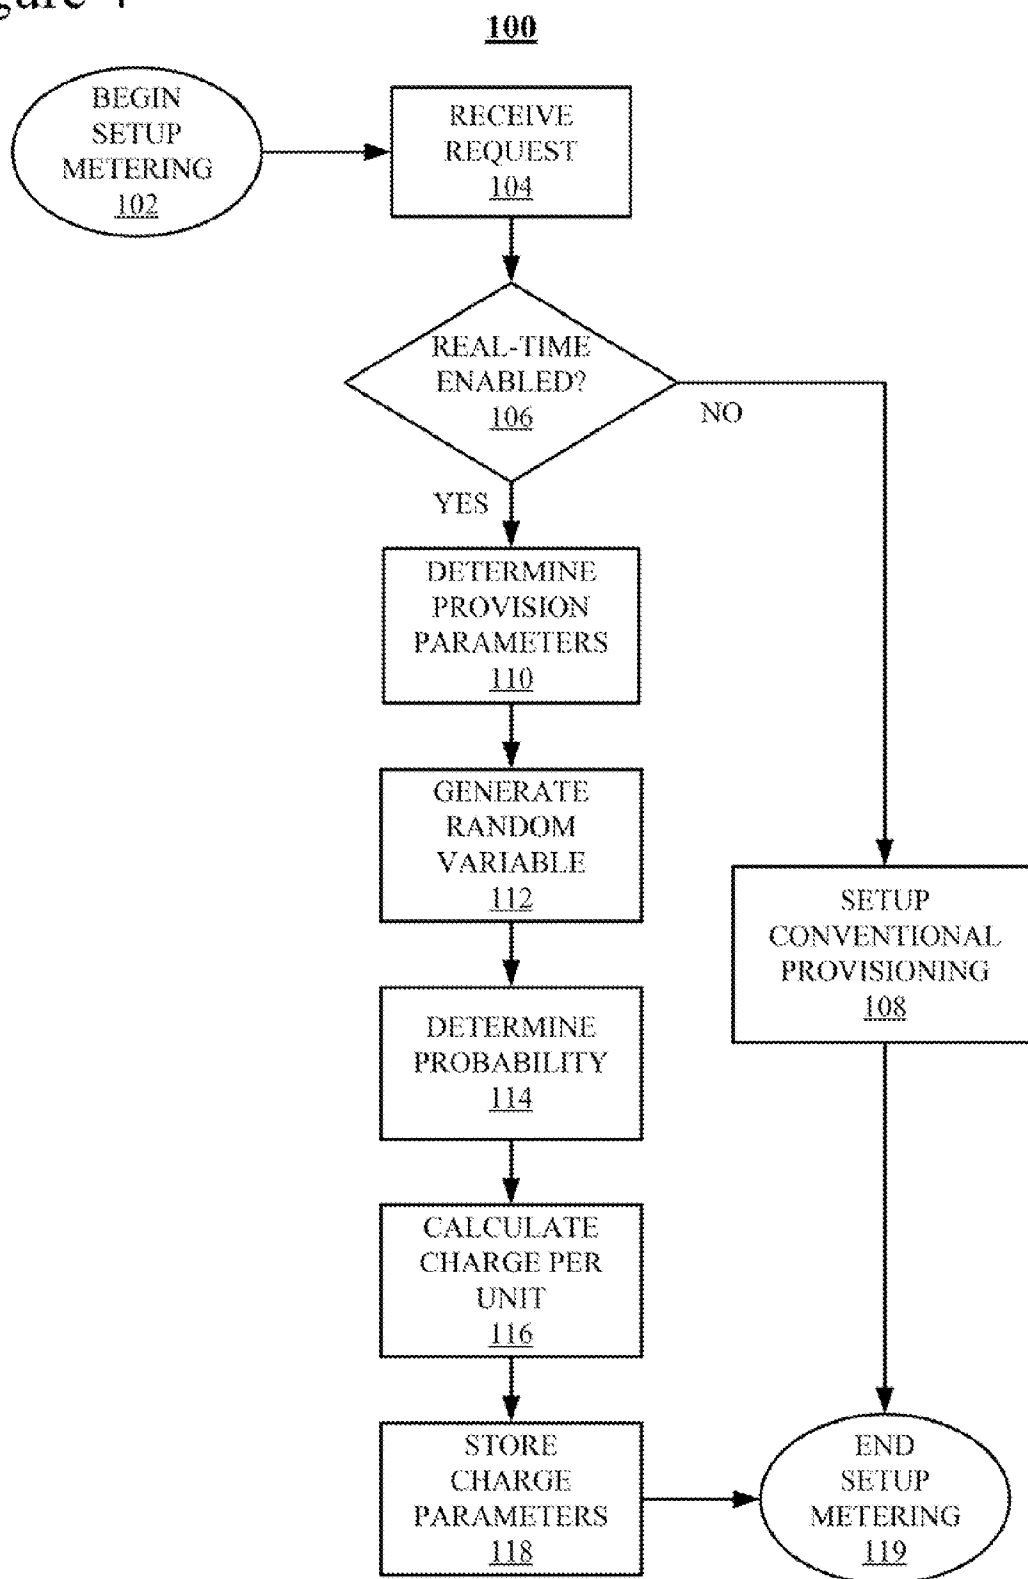 100
BEGIN
SETUP
METERING
102
RECEIVE
REQUEST
104
REAL-TIME
ENABLED?
106
NO
YES
DETERMINE
PROVISION
PARAMETERS
110
GENERATE
RANDOM
VARIABLE
112
SETUP
CONVENTIONAL
PROVISIONING
108
DETERMINE
PROBABILITY
114
CALCULATE
CHARGE PER
UNIT
116
STORE
CHARGE
PARAMETERS
118
END
SETUP
METERING
119